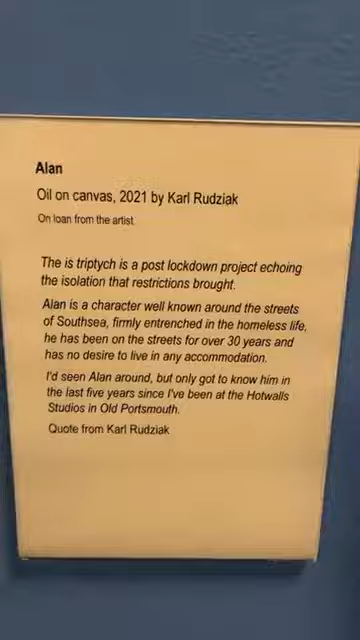 Alan
Oil on canvas, 2021 by Karl Rudziak
On loan from the artist.
The is triptych is a post lockdown project echoing
the isolation that restrictions brought.
Alan is a character well known around the streets
of Southsea, firmly entrenched in the homeless life,
he has been on the streets for over 30 years and
has no desire to live in any accommodation.
I'd seen Alan around, but only got to know him in
the last five years since I've been at the Hotwalls
Studios in Old Portsmouth.
Quote from Karl Rudziak